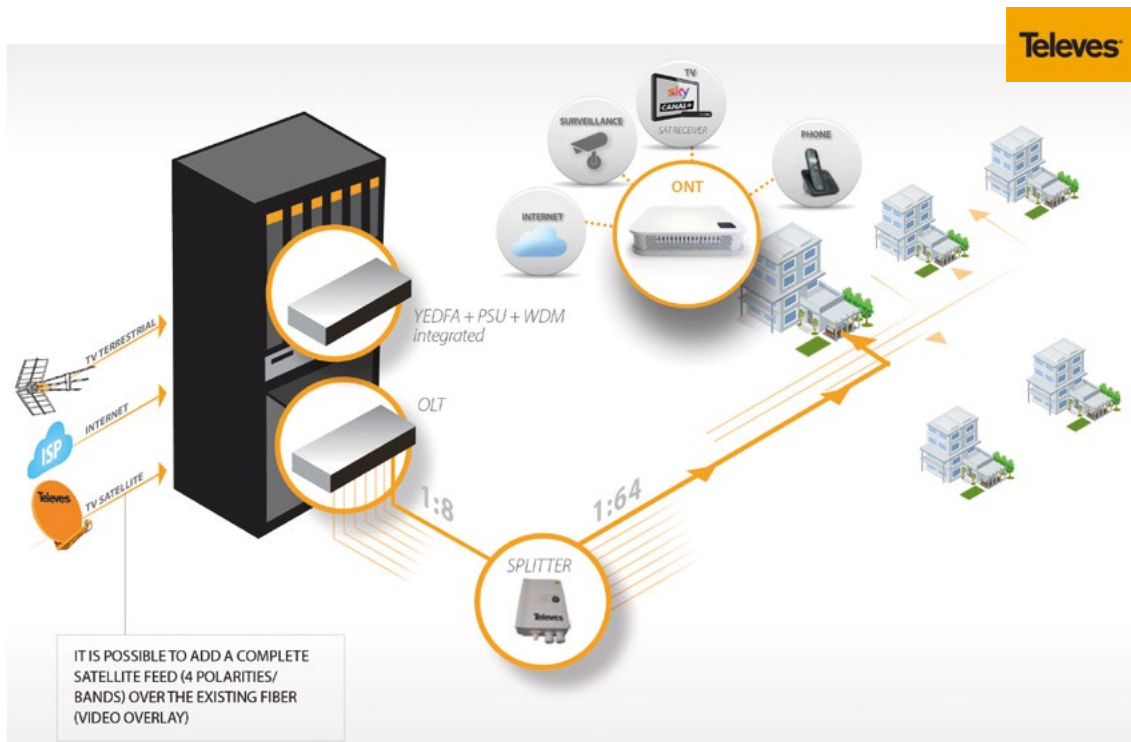 Televes
TV
sky
CANAL+
SAT RECEIVER
SURVEILLANCE
PHONE
ONT
INTERNET
YEDFA + PSU + WDM
integrated
TV TERRESTRIAL
INTERNET
ISP
OLT
TV SATELLITE
Televes
1:8
1:64
SPLITTER
Televes
IT IS POSSIBLE TO ADD A COMPLETE
SATELLITE FEED (4 POLARITIES/
BANDS) OVER THE EXISTING FIBER
(VIDEO OVERLAY)